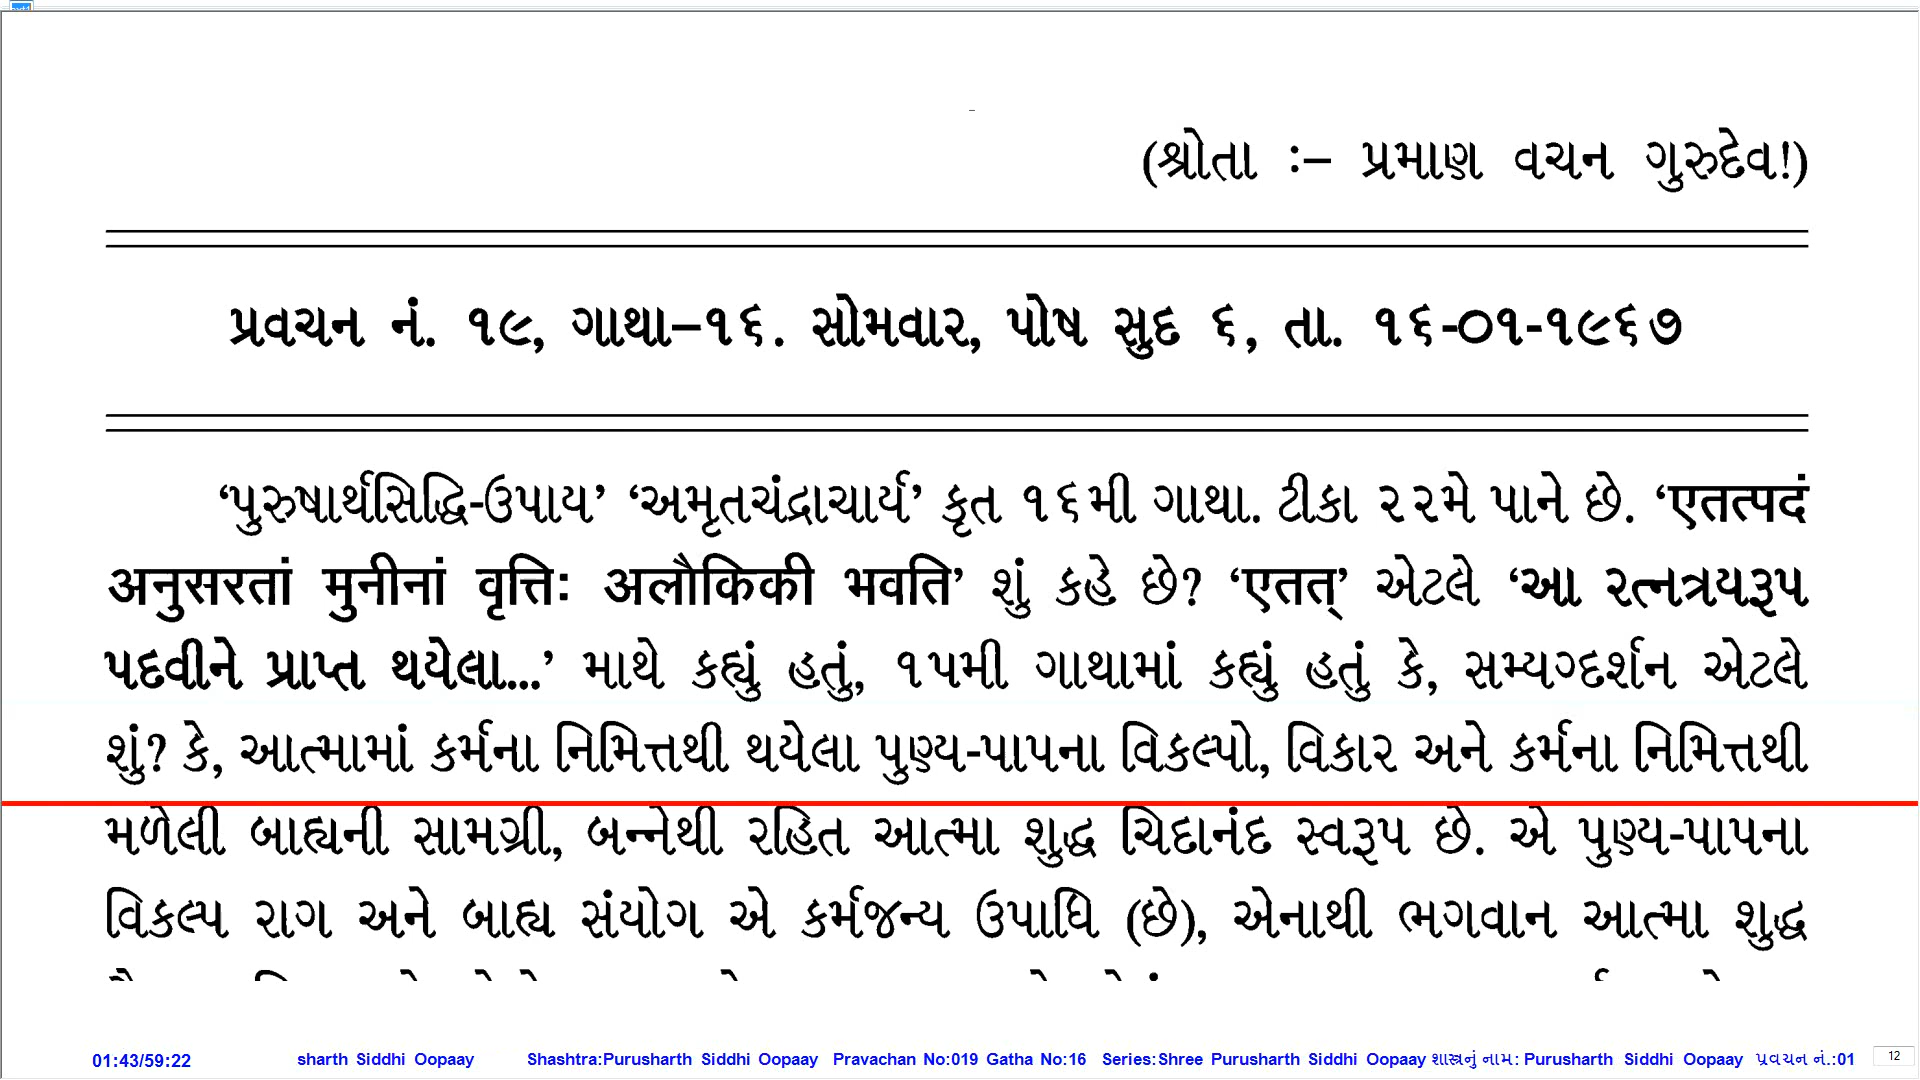 (શ્રોતા :– પ્રમાણ વચન ગુરુદેવ!)
પ્રવચન નં. ૧૯, ગાથા–૧૬. સોમવાર, પોષ સુદ ૬, તા. ૧૬-૦૧-૧૯૬૭
‘પુરુષાર્થસિદ્ધિ-ઉપાય’ ‘અમૃતચંદ્રાચાર્ય’ કૃત ૧૬મી ગાથા. ટીકા ૨૨મે પાને છે. ‘एतत्पदं
अनुसरतां मुनीनां वृत्तिः अलौकिकी भवति’ શું કહે છે? ‘एतत्’ એટલે ‘આ રત્નત્રયરૂપ
પદવીને પ્રાપ્ત થયેલા...’ માથે કહ્યું હતું, ૧૫મી ગાથામાં કહ્યું હતું કે, સમ્યગ્દર્શન એટલે
શું? કે, આત્મામાં કર્મના નિમિત્તથી થયેલા પુણ્ય-પાપના વિકલ્પો, વિકાર અને કર્મના નિમિત્તથી
મળેલી બાહ્યની સામગ્રી, બન્નેથી રહિત આત્મા શુદ્ધ ચિદાનંદ સ્વરૂપ છે. એ પુણ્ય-પાપના
વિકલ્પ રાગ અને બાહ્ય સંયોગ એ કર્મજન્ય ઉપાધિ (છે), એનાથી ભગવાન આત્મા શુદ્ધ
01:43/59:22 sharth Siddhi Oopaay Shashtra:Purusharth Siddhi Oopaay Pravachan No:019 Gatha No:16 Series:Shree Purusharth Siddhi Oopaay શાસ્ત્રનું નામ: Purusharth Siddhi Oopaay પ્રવચન નં.:01 12